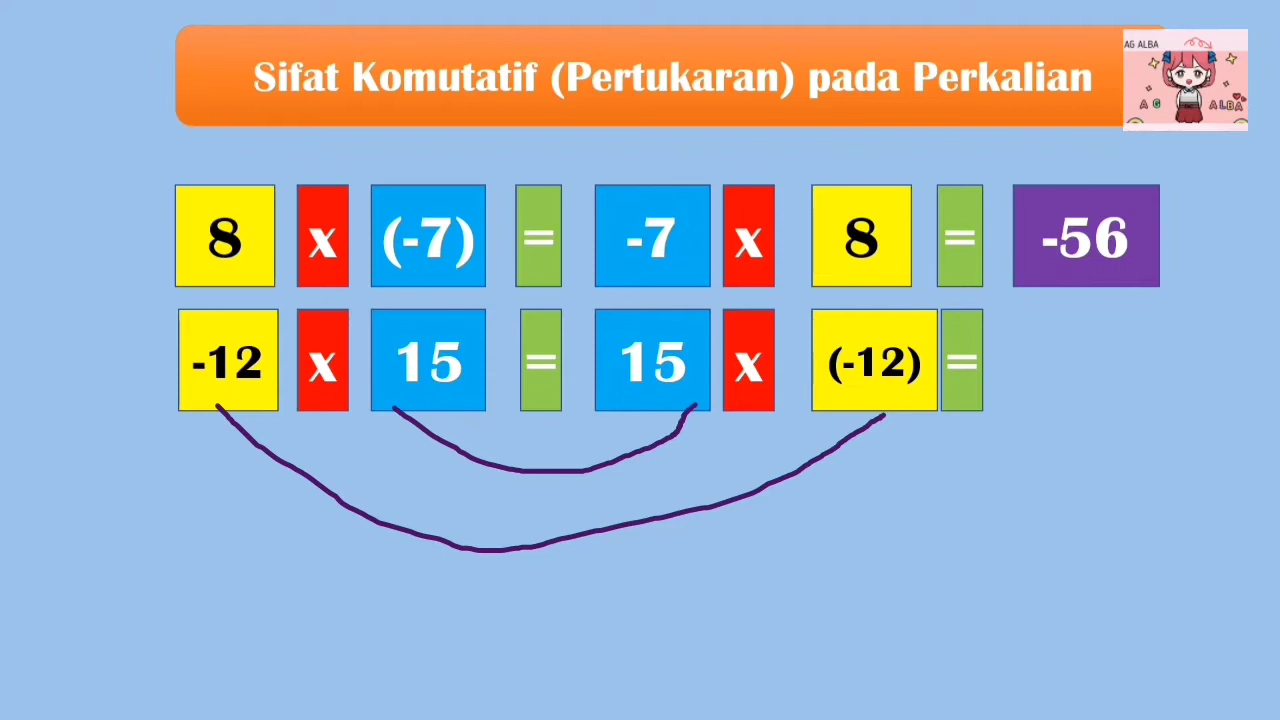 Sifat Komutatif (Pertukaran) pada Perkalian
AG ALBA
A G ALBA
8 x (-7) = -7 x 8 = -56
-12 x 15 = 15 x (-12) =